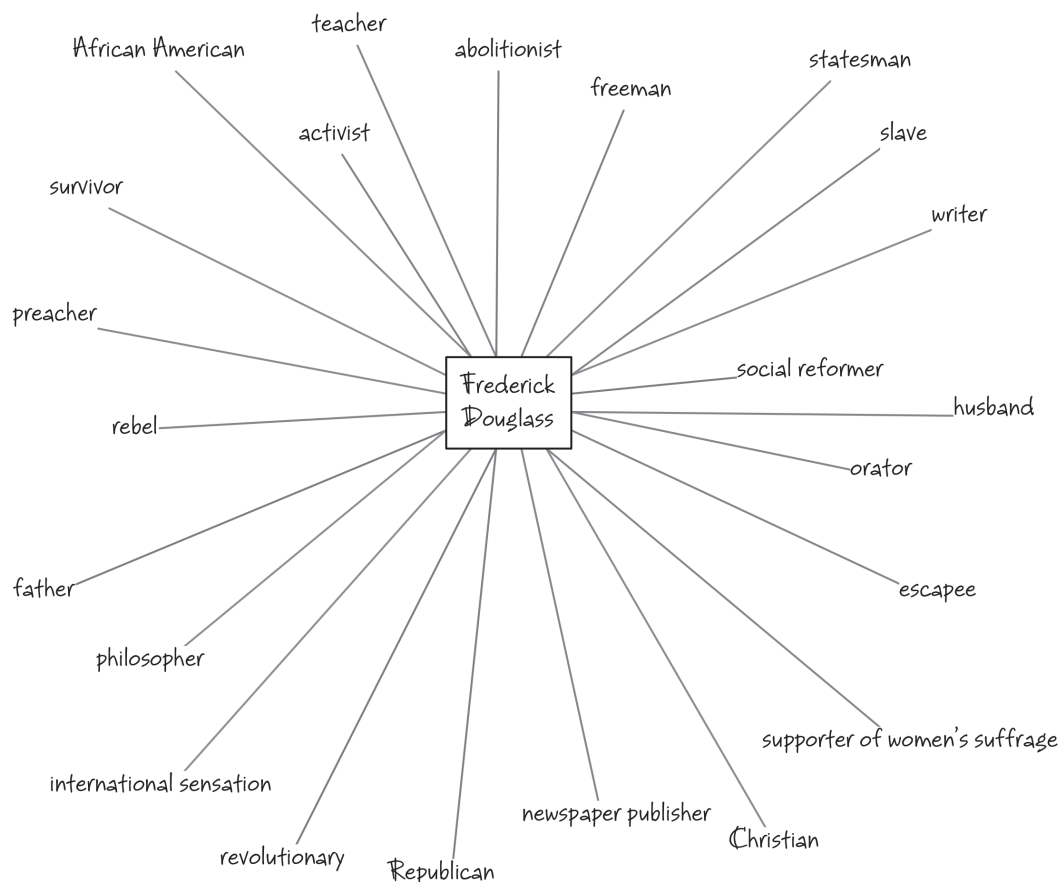 teacher
African American
abolitionist
statesman
freeman
activist
slave
survivor
writer
preacher
social reformer
Frederick
Douglass
husband
rebel
orator
father
escapee
philosopher
supporter of women's suffrage
international sensation
newspaper publisher
Christian
revolutionary
Republican